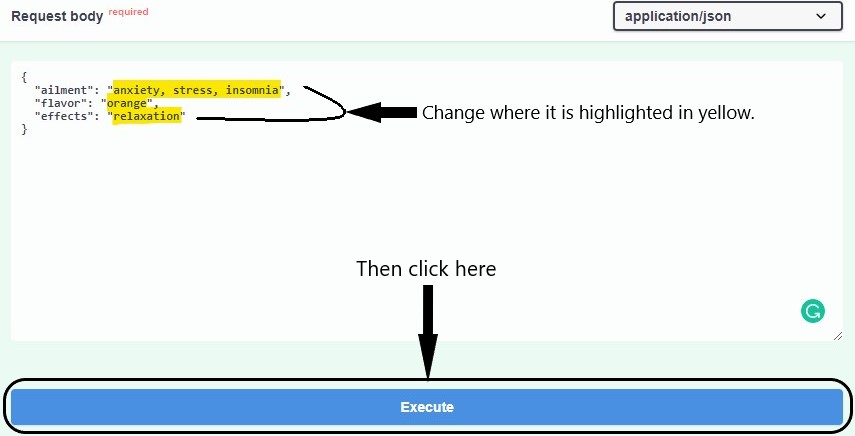 Request body required
application/json
{
"ailment": "anxiety, stress, insomnia",
"flavor": "orange",
"effects": "relaxation"
}
Change where it is highlighted in yellow.
Then click here
Execute